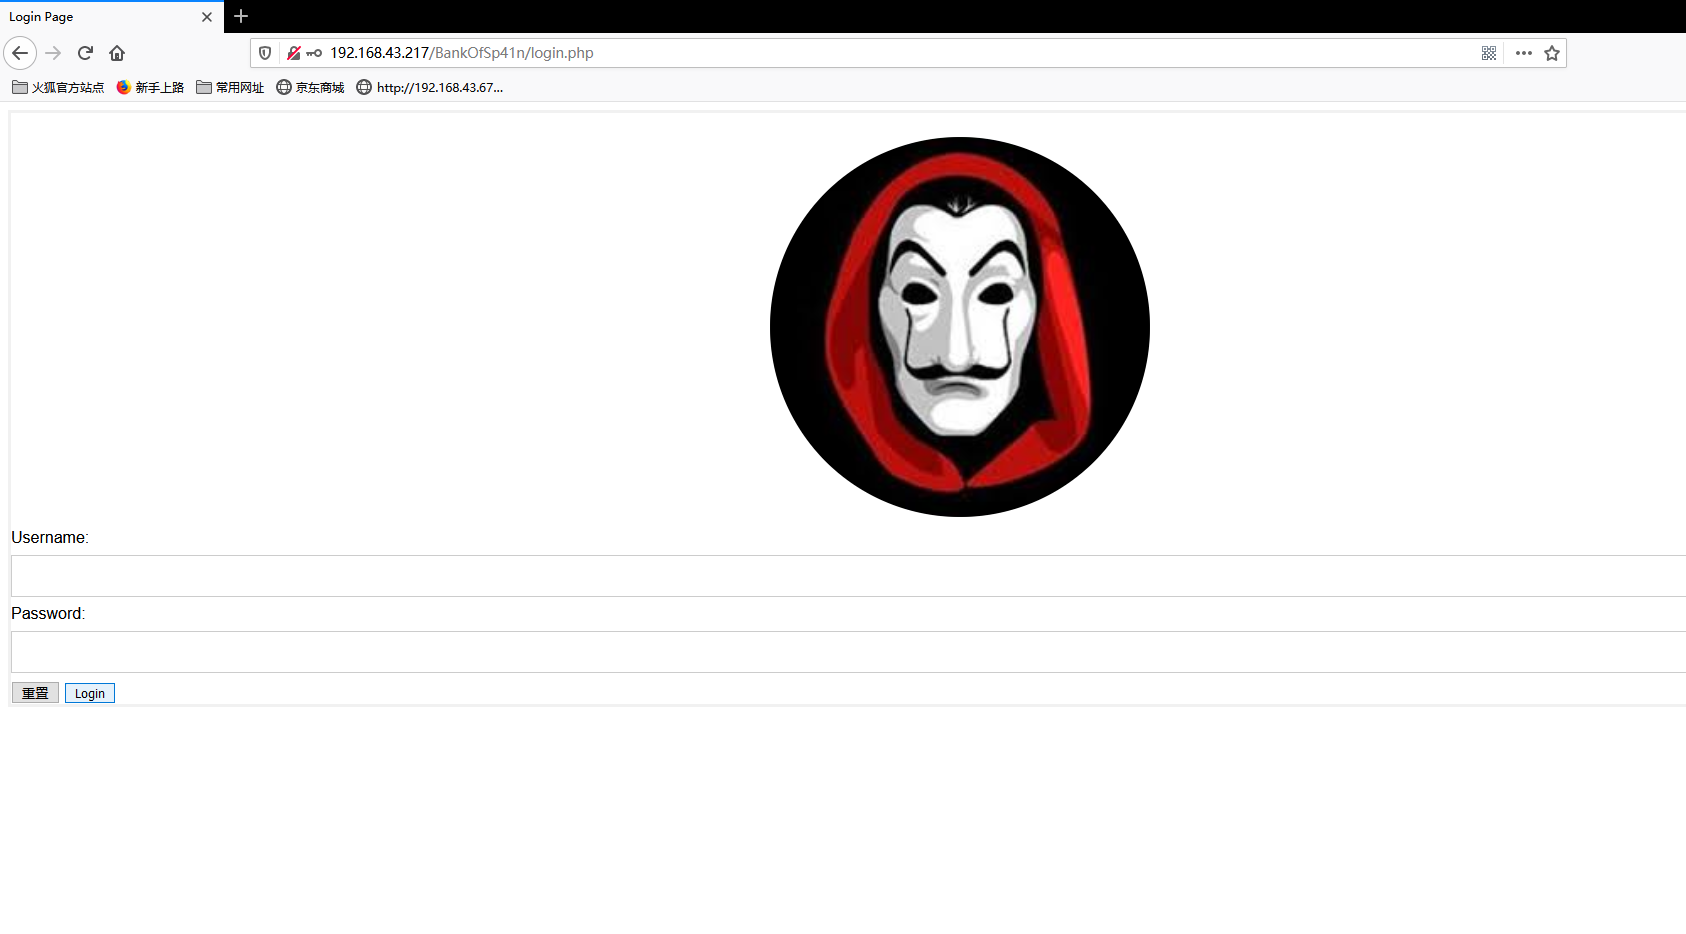 Login Page
192.168.43.217/BankOfSp41n/login.php
火狐官方站点 新手上路 常用网址 京东商城 http://192.168.43.67...
Username:
Password:
重置 Login